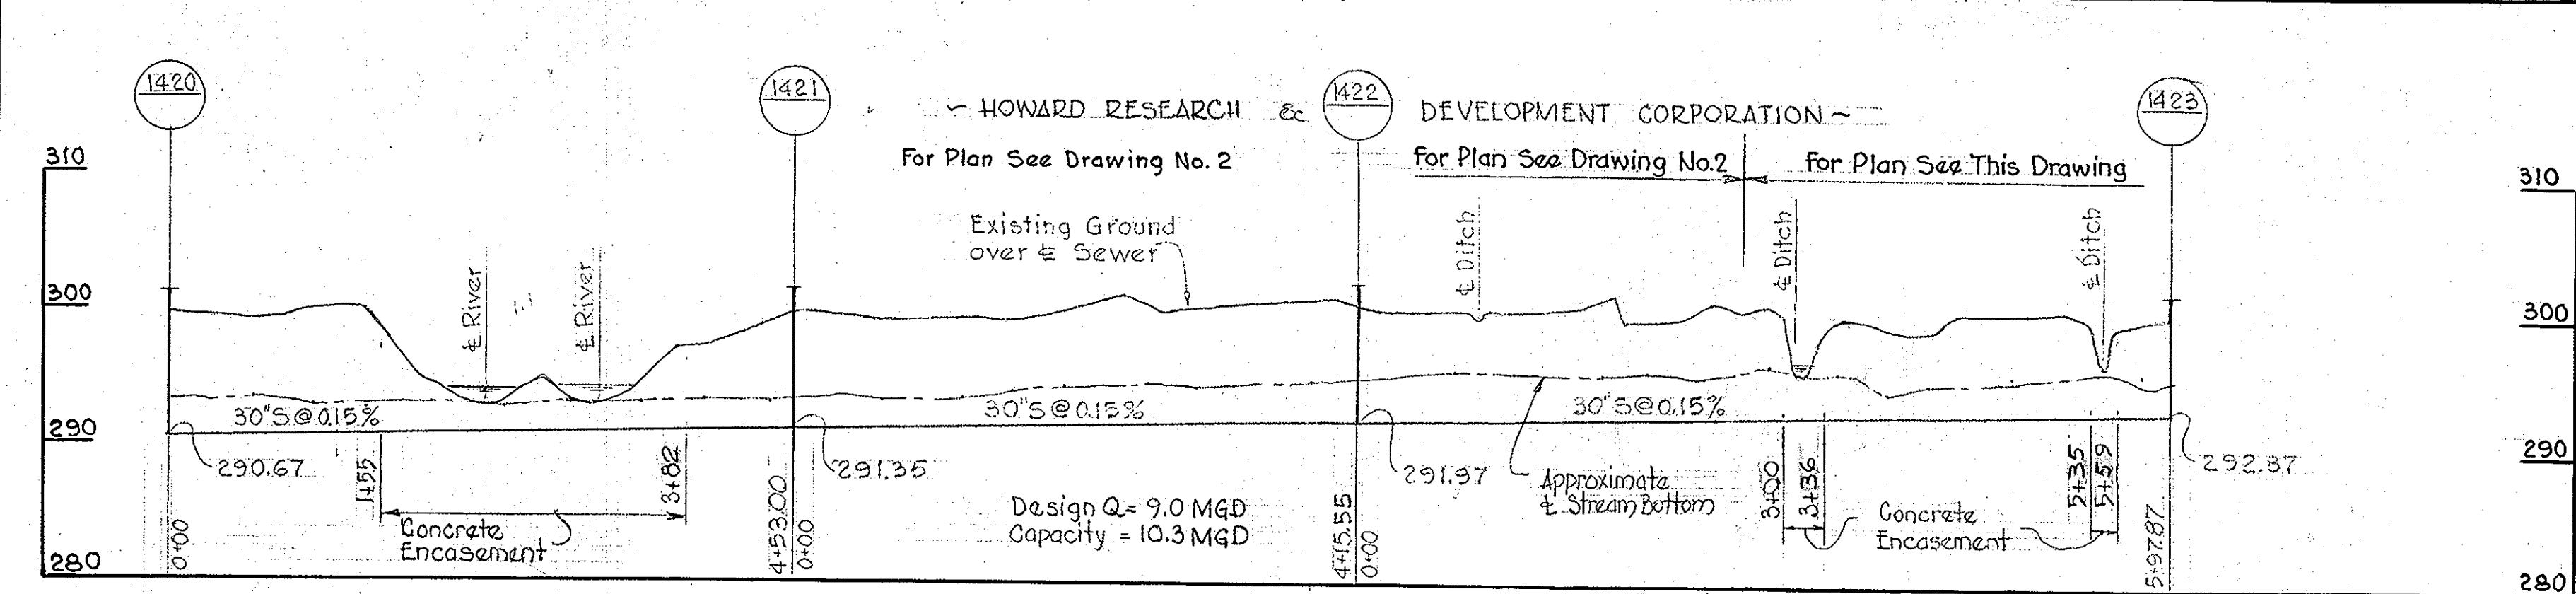 1420
1421
1422
1423
~ HOWARD RESEARCH & DEVELOPMENT CORPORATION ~
For Plan See Drawing No. 2
For Plan See Drawing No.2
For Plan See This Drawing
310
310
Existing Ground
over ℄ Sewer
℄ River
℄ River
℄ Ditch
℄ Ditch
℄ Ditch
300
300
30"S@0.15%
30"S@0.15%
30"S@0.15%
290
290
290.67
291.35
291.97
292.87
1+55
3+82
Approximate
℄ Stream Bottom
3+00
3+36
5+35
5+59
Design Q= 9.0 MGD
Capacity = 10.3 MGD
Concrete
Encasement
Concrete
Encasement
0+00
4+53.00
0+00
4+15.55
0+00
5+97.87
280
280